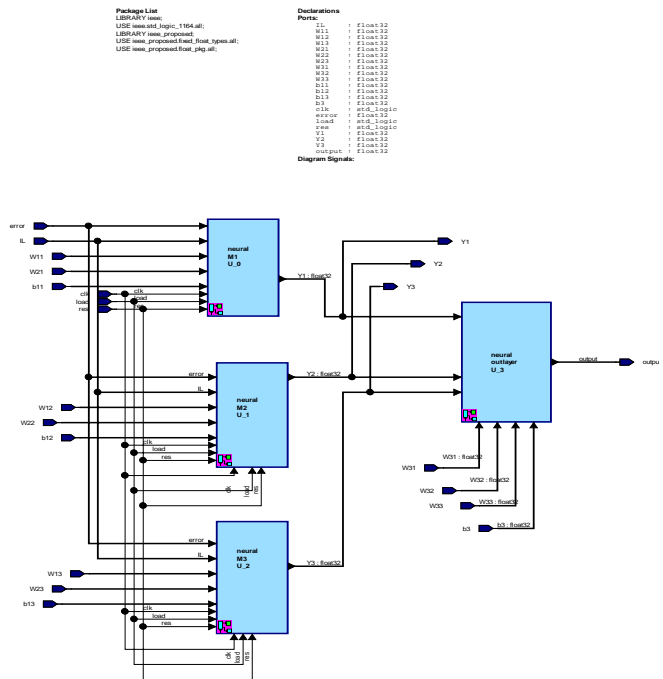 Package List
LIBRARY ieee;
USE ieee.std_logic_1164.all;
LIBRARY ieee_proposed;
USE ieee_proposed.fixed_float_types.all;
USE ieee_proposed.float_pkg.all;
Declarations
Ports:
IL : float32
W11 : float32
W12 : float32
W13 : float32
W21 : float32
W22 : float32
W23 : float32
W31 : float32
W32 : float32
W33 : float32
b11 : float32
b12 : float32
b13 : float32
b3 : float32
clk : std_logic
error : float32
load : std_logic
res : std_logic
Y1 : float32
Y2 : float32
Y3 : float32
output : float32
Diagram Signals:
error
IL
W11
W21
b11
clk
load
res
clk
load
res
neural
M1
U_0
Y1 : float32
Y1
Y2
Y3
error
IL
W12
W22
b12
clk
load
res
neural
M2
U_1
Y2 : float32
clk
load
res
neural
outlayer
U_3
output
outpu
W31
W31 : float32
W32
W32 : float32
W33
W33 : float32
b3
b3 : float32
error
IL
W13
W23
b13
clk
load
res
neural
M3
U_2
Y3 : float32
clk
load
res